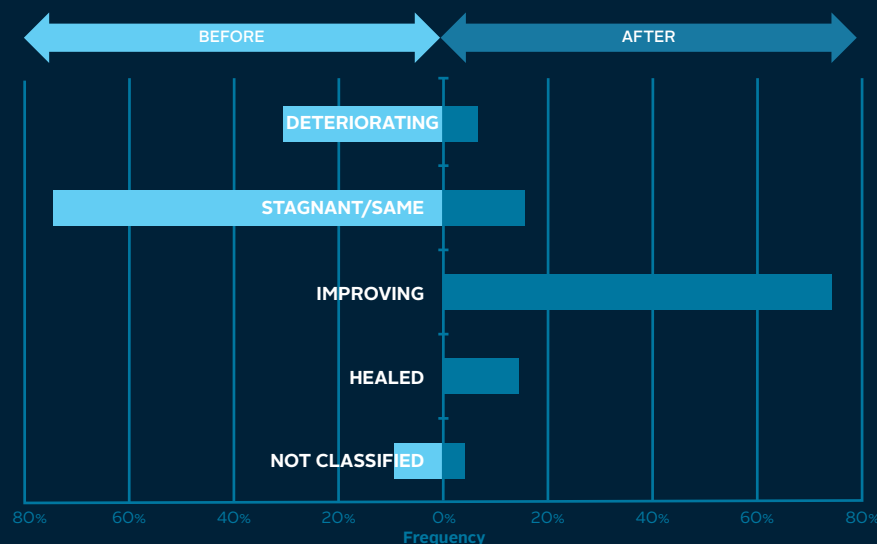 BEFORE AFTER
DETERIORATING
STAGNANT/SAME
IMPROVING
HEALED
NOT CLASSIFIED
80% 60% 40% 20% 0% 20% 40% 60% 80%
Frequency